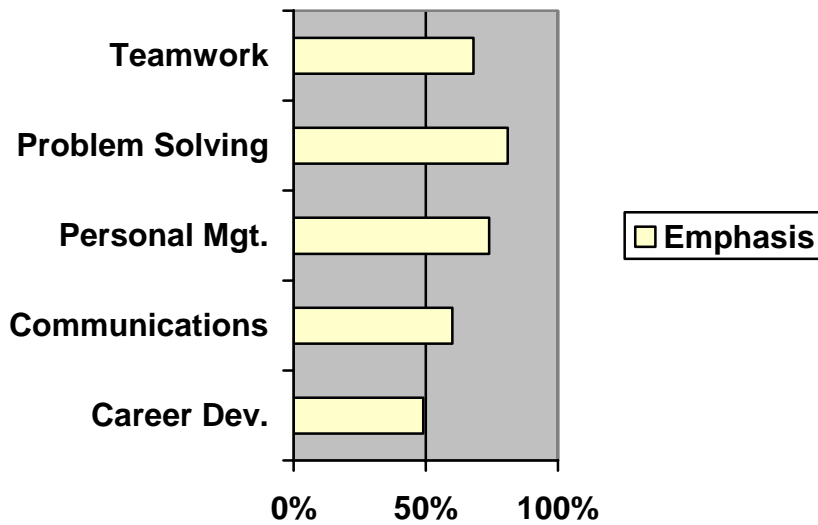 Teamwork
Problem Solving
Personal Mgt.
Emphasis
Communications
Career Dev.
0% 50% 100%